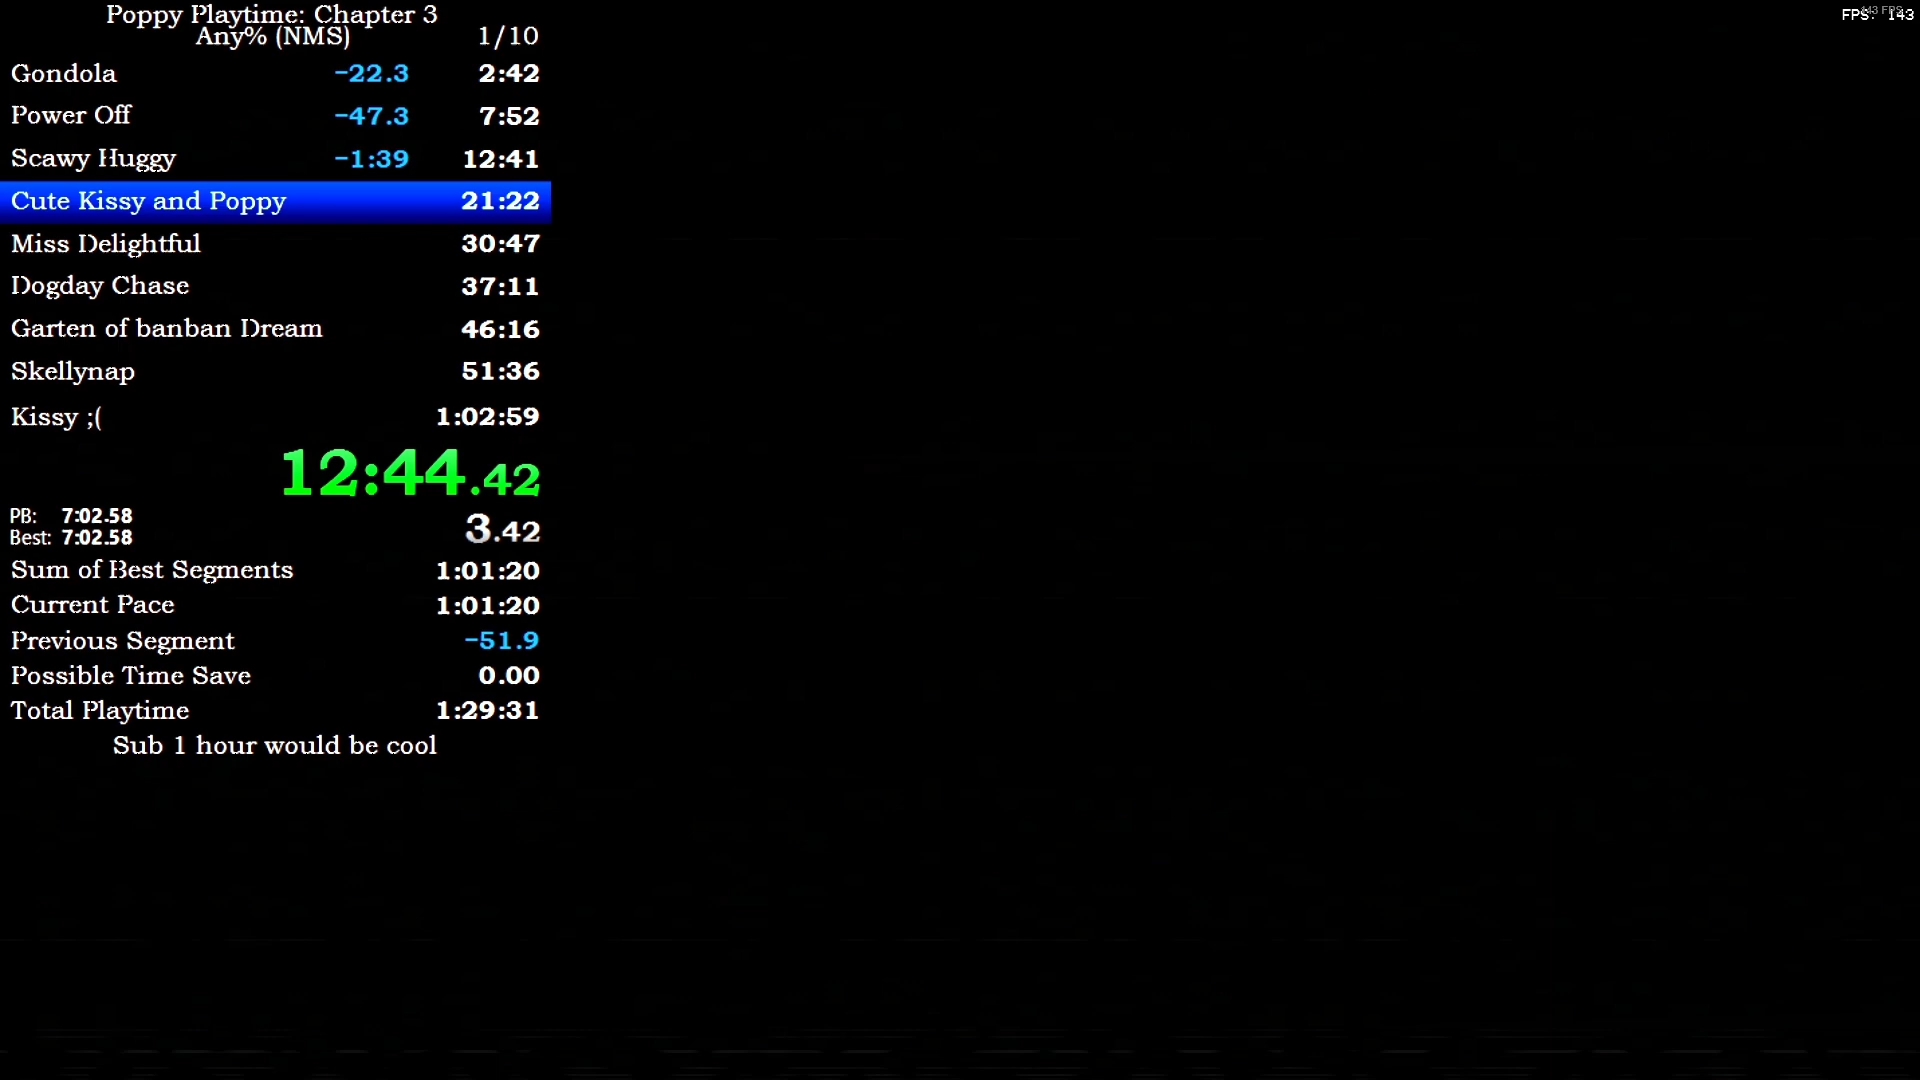 Poppy Playtime: Chapter 3
Any% (NMS) 1/10
FPS: 143
143 FPS
Gondola -22.3 2:42
Power Off -47.3 7:52
Scawy Huggy -1:39 12:41
Cute Kissy and Poppy 21:22
Miss Delightful 30:47
Dogday Chase 37:11
Garten of banban Dream 46:16
Skellynap 51:36
Kissy ;( 1:02:59
12:44.42
PB: 7:02.58
Best: 7:02.58
3.42
Sum of Best Segments 1:01:20
Current Pace 1:01:20
Previous Segment -51.9
Possible Time Save 0.00
Total Playtime 1:29:31
Sub 1 hour would be cool